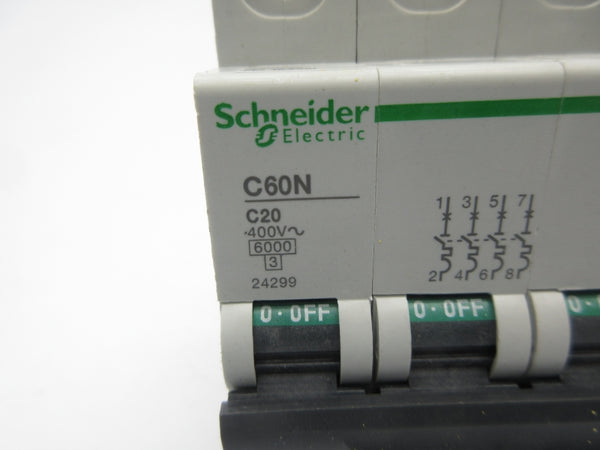 Schneider
Electric
C60N
C20
400V~
6000
3
24299
1 3 5 7
2 4 6 8
0·OFF 0·OFF 0·